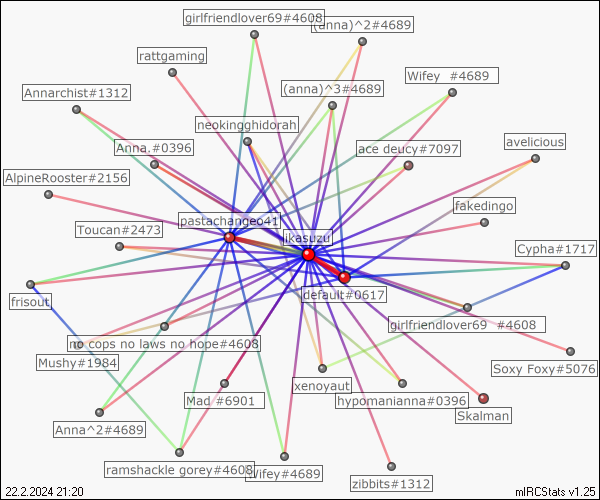 girlfriendlover69#4608
(anna)^2#4689
rattgaming
Wifey #4689
Annarchist#1312
(anna)^3#4689
neokingghidorah
avelicious
Anna.#0396
ace deucy#7097
AlpineRooster#2156
fakedingo
pastachangeo41
Toucan#2473
iikasuzu
Cypha#1717
frisout
default#0617
girlfriendlover69 #4608
no cops no laws no hope#4608
Mushy#1984
Soxy Foxy#5076
xenoyaut
Mad #6901
hypomanianna#0396
Skalman
Anna^2#4689
ramshackle gorey#4608
Wifey#4689
zibbits#1312
22.2.2024 21:20
mIRCStats v1.25